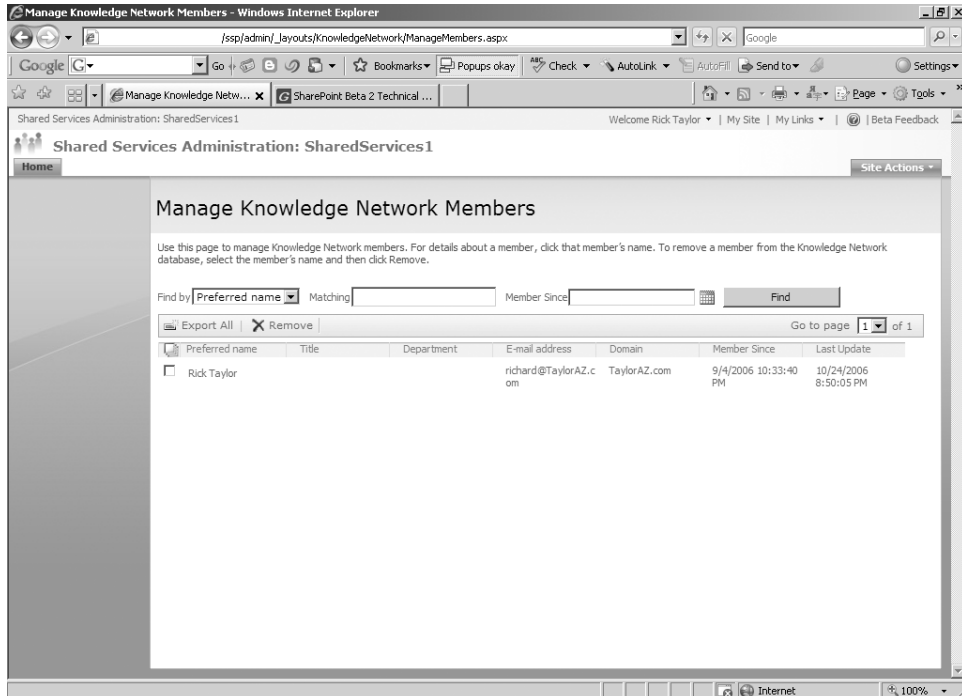 Manage Knowledge Network Members - Windows Internet Explorer
/ssp/admin/_layouts/KnowledgeNetwork/ManageMembers.aspx
Google
Google G Go Bookmarks Popups okay ABC Check AutoLink AutoFill Send to Settings
Manage Knowledge Netw... X G SharePoint Beta 2 Technical ... Page Tools
Shared Services Administration: SharedServices1 Welcome Rick Taylor | My Site | My Links | Beta Feedback
Shared Services Administration: SharedServices1
Home Site Actions
Manage Knowledge Network Members
Use this page to manage Knowledge Network members. For details about a member, click that member's name. To remove a member from the Knowledge Network
database, select the member's name and then click Remove.
Find by Preferred name Matching Member Since Find
Export All | Remove Go to page 1 of 1
Preferred name Title Department E-mail address Domain Member Since Last Update
Rick Taylor richard@TaylorAZ.c TaylorAZ.com 9/4/2006 10:33:40 10/24/2006
om PM 8:50:05 PM
Internet 100%